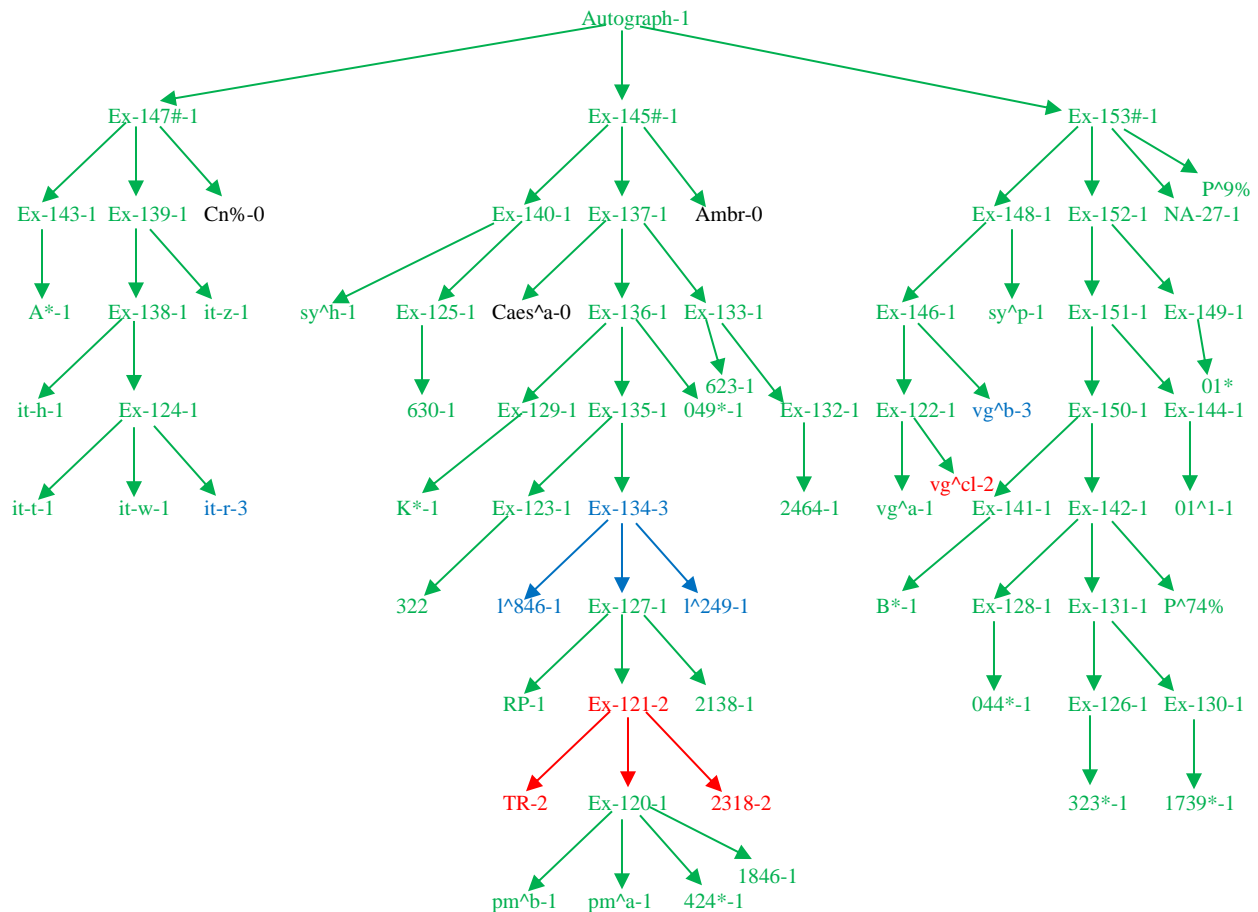 Autograph-1
Ex-147#-1 Ex-145#-1 Ex-153#-1
P^9%
Ex-143-1 Ex-139-1 Cn%-0 Ex-140-1 Ex-137-1 Ambr-0 Ex-148-1 Ex-152-1 NA-27-1
A*-1 Ex-138-1 it-z-1 sy^h-1 Ex-125-1 Caes^a-0 Ex-136-1 Ex-133-1 Ex-146-1 sy^p-1 Ex-151-1 Ex-149-1
623-1 01*
it-h-1 Ex-124-1 630-1 Ex-129-1 Ex-135-1 049*-1 Ex-132-1 Ex-122-1 vg^b-3 Ex-150-1 Ex-144-1
vg^cl-2
it-t-1 it-w-1 it-r-3 K*-1 Ex-123-1 Ex-134-3 2464-1 vg^a-1 Ex-141-1 Ex-142-1 01^1-1
322 l^846-1 Ex-127-1 l^249-1 B*-1 Ex-128-1 Ex-131-1 P^74%
RP-1 Ex-121-2 2138-1 044*-1 Ex-126-1 Ex-130-1
TR-2 Ex-120-1 2318-2 323*-1 1739*-1
1846-1
pm^b-1 pm^a-1 424*-1